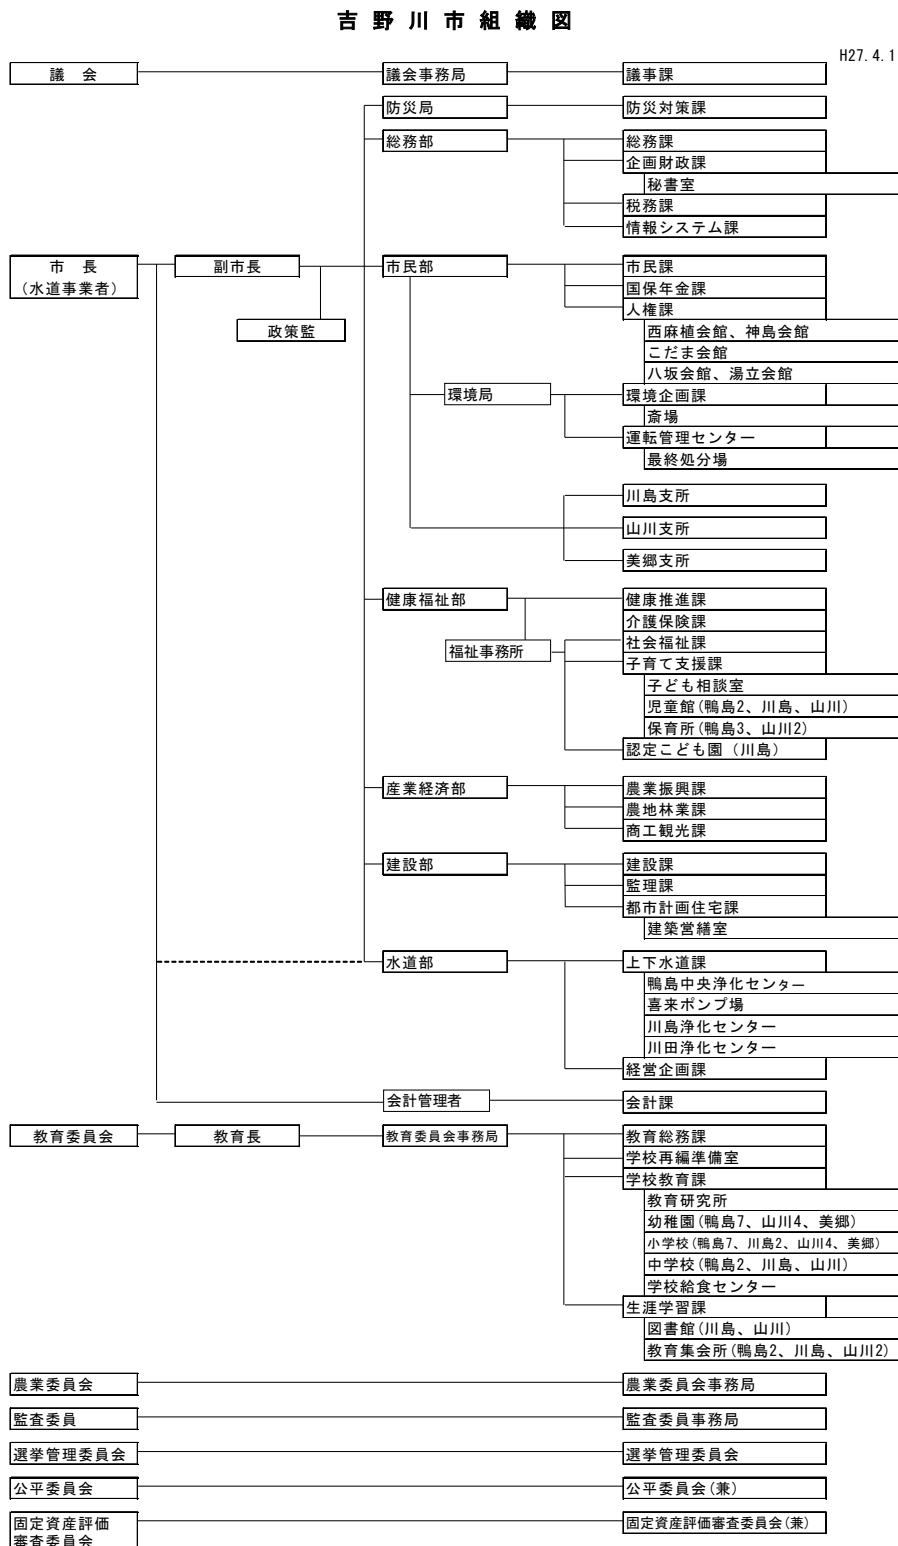 吉野川市組織図
H27.4.1
議 会 議会事務局 議事課
防災局 防災対策課
総務部 総務課
企画財政課
秘書室
税務課
情報システム課
市 長 副市長 市民部 市民課
(水道事業者) 国保年金課
人権課
政策監 西麻植会館、神島会館
こだま会館
八坂会館、湯立会館
環境局 環境企画課
斎場
運転管理センター
最終処分場
川島支所
山川支所
美郷支所
健康福祉部 健康推進課
介護保険課
福祉事務所 社会福祉課
子育て支援課
子ども相談室
児童館(鴨島2、川島、山川)
保育所(鴨島3、山川2)
認定こども園(川島)
産業経済部 農業振興課
農地林業課
商工観光課
建設部 建設課
監理課
都市計画住宅課
建築営繕室
水道部 上下水道課
鴨島中央浄化センター
喜来ポンプ場
川島浄化センター
川田浄化センター
経営企画課
会計管理者 会計課
教育委員会 教育長 教育委員会事務局 教育総務課
学校再編準備室
学校教育課
教育研究所
幼稚園(鴨島7、山川4、美郷)
小学校(鴨島7、川島2、山川4、美郷)
中学校(鴨島2、川島、山川)
学校給食センター
生涯学習課
図書館(川島、山川)
教育集会所(鴨島2、川島、山川2)
農業委員会 農業委員会事務局
監査委員 監査委員事務局
選挙管理委員会 選挙管理委員会
公平委員会 公平委員会(兼)
固定資産評価 固定資産評価審査委員会(兼)
審査委員会